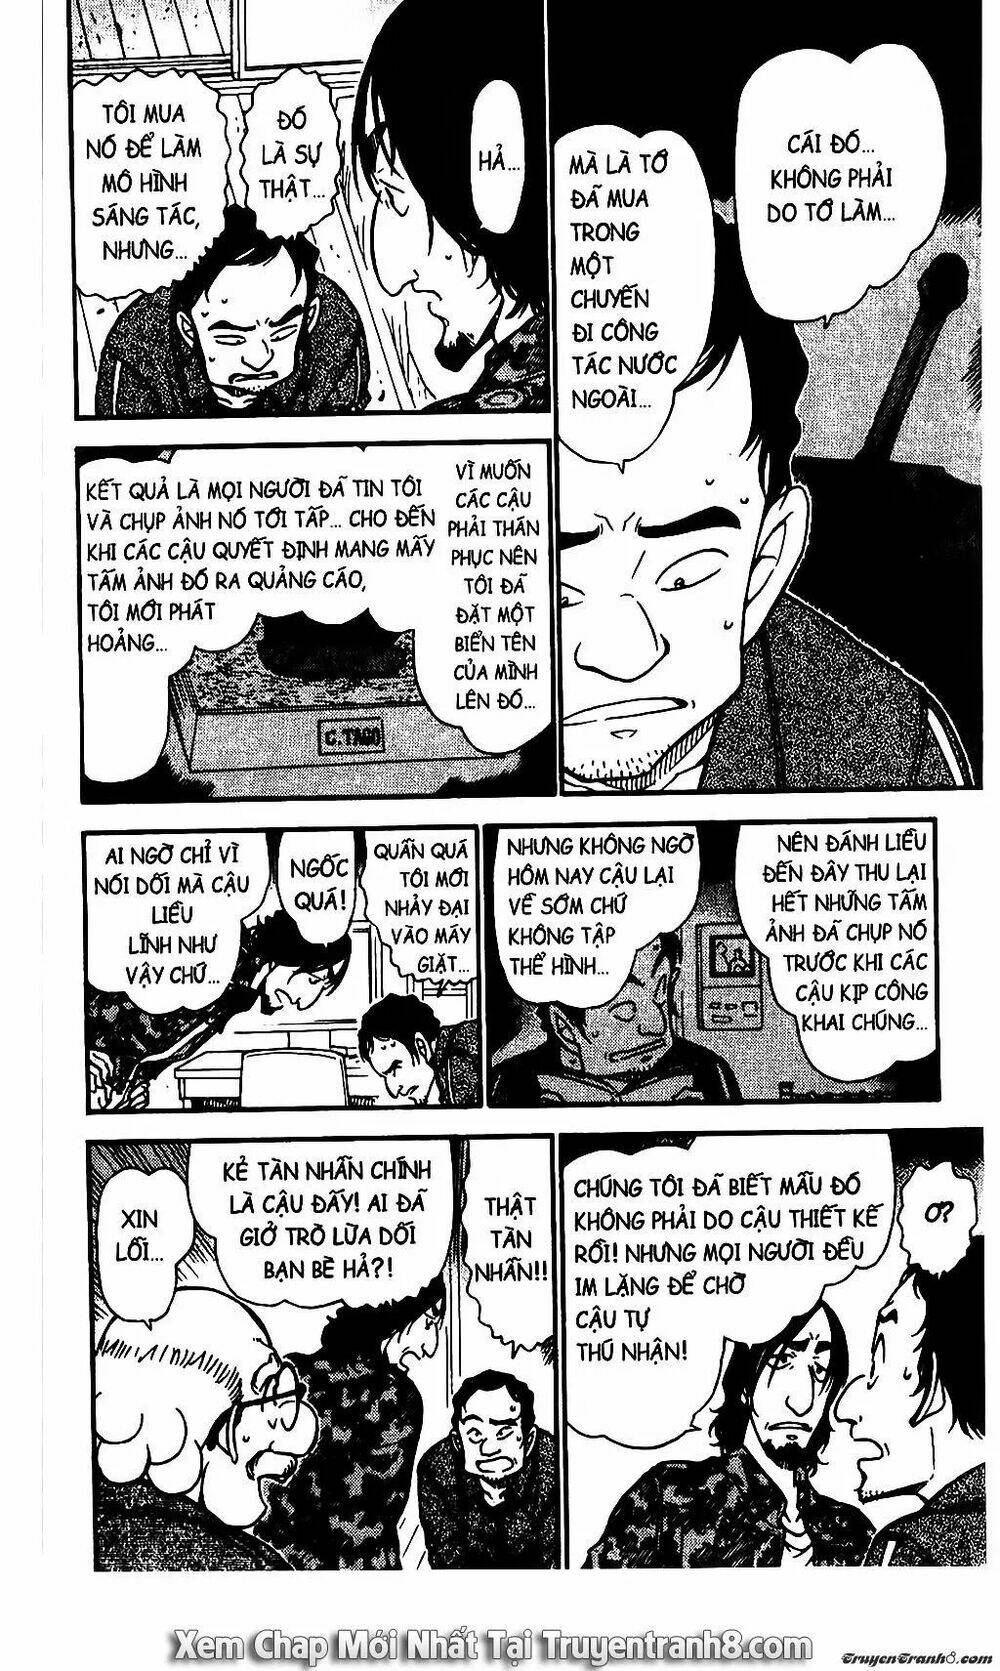 CÁI ĐÓ...
KHÔNG PHẢI
DO TỚ LÀM...
MÀ LÀ TỚ
ĐÃ MUA
TRONG
MỘT
CHUYẾN
ĐI CÔNG
TÁC NƯỚC
NGOÀI...
HẢ...
ĐÓ
LÀ SỰ
THẬT...
TÔI MUA
NÓ ĐỂ LÀM
MÔ HÌNH
SÁNG TÁC,
NHƯNG...
VÌ MUỐN
CÁC CẬU
PHẢI THÁN
PHỤC NÊN
TÔI ĐÃ
ĐẶT MỘT
BIỂN TÊN
CỦA MÌNH
LÊN ĐÓ...
KẾT QUẢ LÀ MỌI NGƯỜI ĐÃ TIN TÔI
VÀ CHỤP ẢNH NÓ TỚI TẤP... CHO ĐẾN
KHI CÁC CẬU QUYẾT ĐỊNH MANG MẤY
TẤM ẢNH ĐÓ RA QUẢNG CÁO,
TÔI MỚI PHÁT
HOẢNG...
C.TAGO
NÊN ĐÁNH LIỀU
ĐẾN ĐÂY THU LẠI
HẾT NHỮNG TẤM
ẢNH ĐÃ CHỤP NÓ
TRƯỚC KHI CÁC
CẬU KỊP CÔNG
KHAI CHÚNG...
NHƯNG KHÔNG NGỜ
HÔM NAY CẬU LẠI
VỀ SỚM CHỨ
KHÔNG TẬP
THỂ HÌNH...
QUẨN QUÁ
TÔI MỚI
NHẢY ĐẠI
VÀO MÁY
GIẶT...
NGỐC
QUÁ!
AI NGỜ CHỈ VÌ
NÓI DỐI MÀ CẬU
LIỀU
LĨNH NHƯ
VẬY CHỨ...
Ơ?
CHÚNG TÔI ĐÃ BIẾT MẪU ĐÓ
KHÔNG PHẢI DO CẬU THIẾT KẾ
RỒI! NHƯNG MỌI NGƯỜI ĐỀU
IM LẶNG ĐỂ CHỜ
CẬU TỰ
THÚ NHẬN!
THẬT
TÀN
NHẪN!!
KẺ TÀN NHẪN CHÍNH
LÀ CẬU ĐẤY! AI ĐÃ
GIỞ TRÒ LỪA DỐI
BẠN BÈ HẢ?!
XIN
LỖI...
Xem Chap Mới Nhất Tại Truyentranh8.com
TruyenTranh8.com